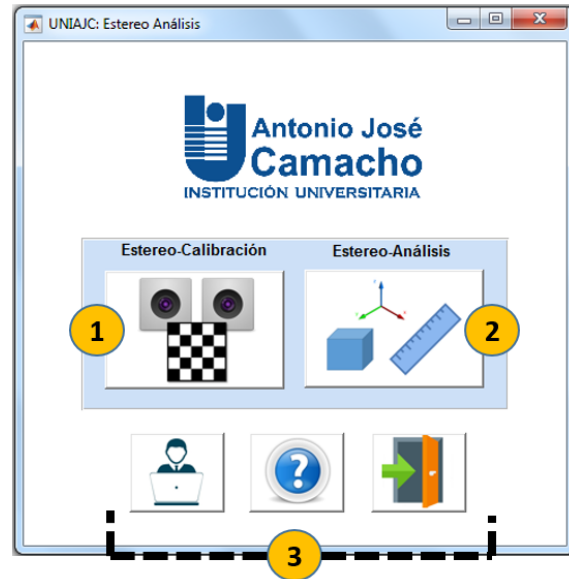 UNIAJC: Estereo Análisis
Antonio José
Camacho
INSTITUCIÓN UNIVERSITARIA
Estereo-Calibración
Estereo-Análisis
1
2
?
3